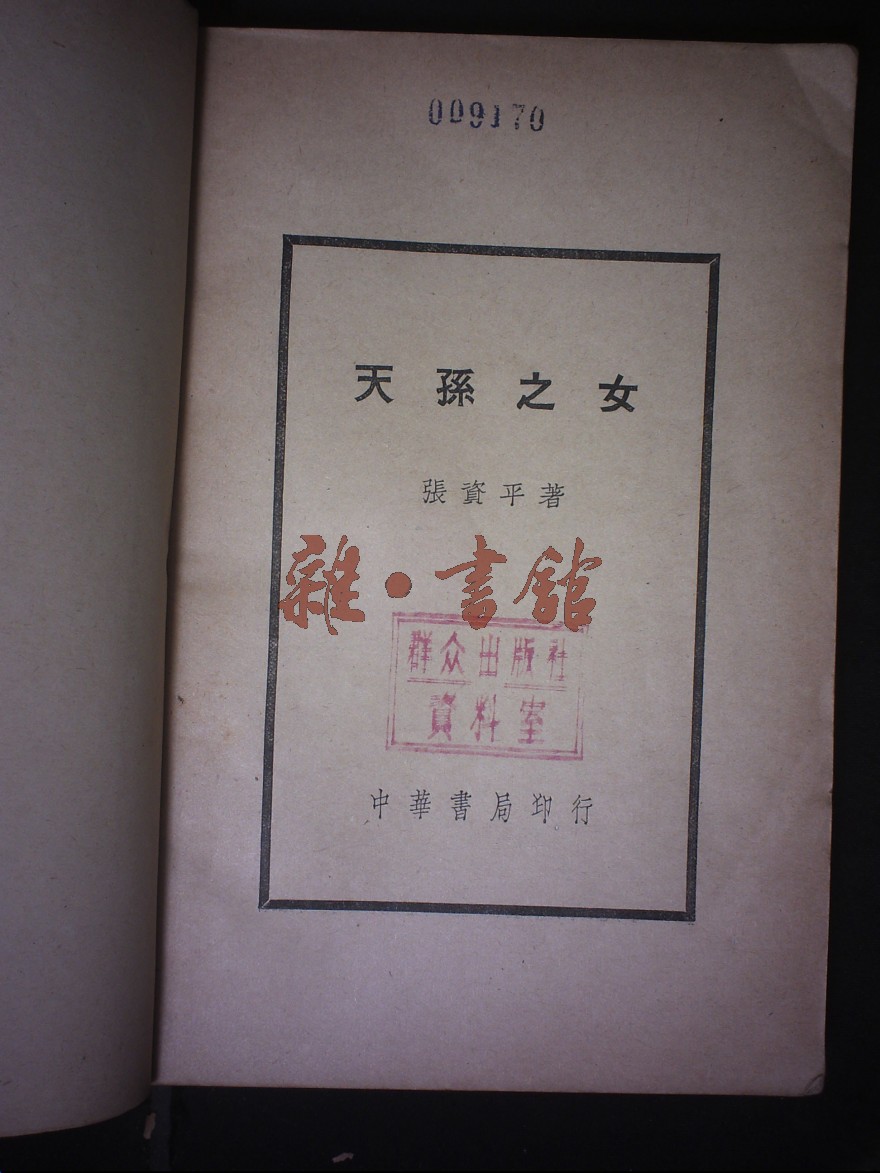 009170
天孫之女
張資平著
雜·書館
群众出版社
資料室
中華書局印行